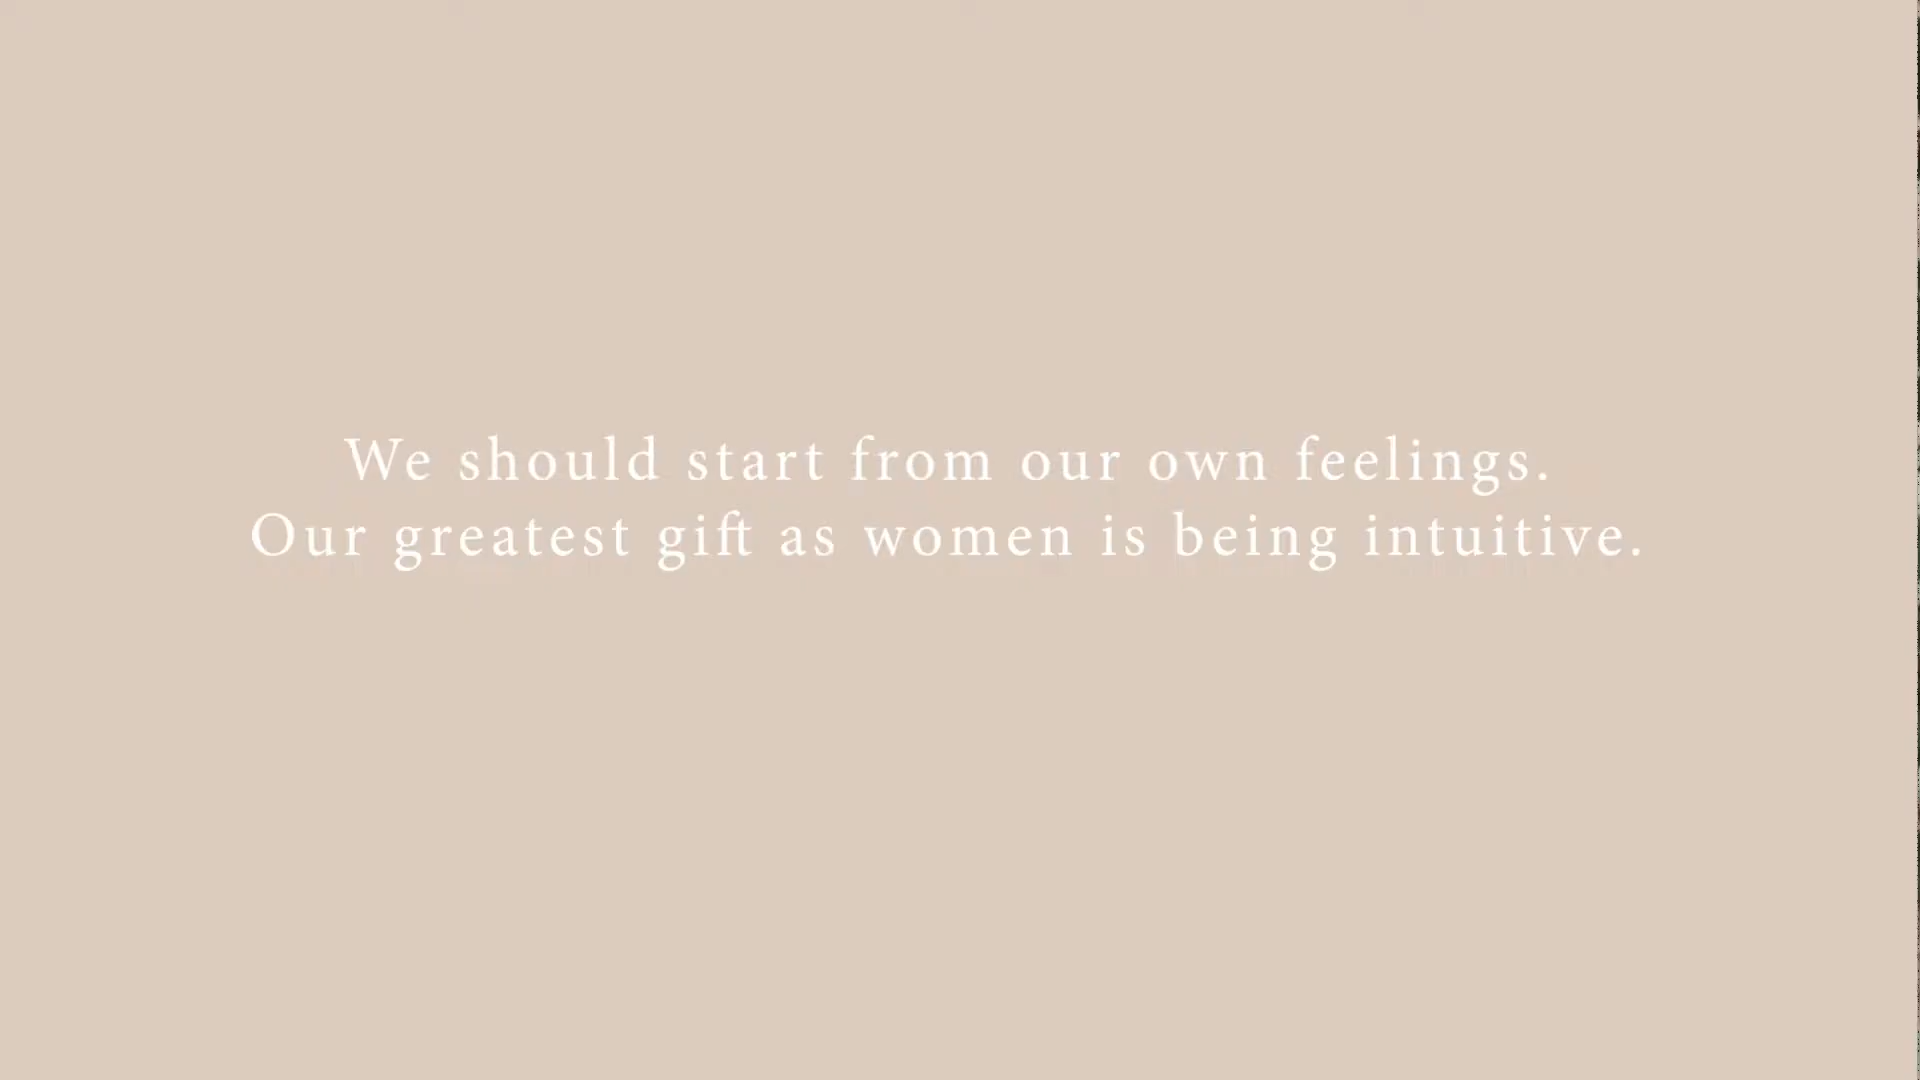 We should start from our own feelings.
Our greatest gift as women is being intuitive.